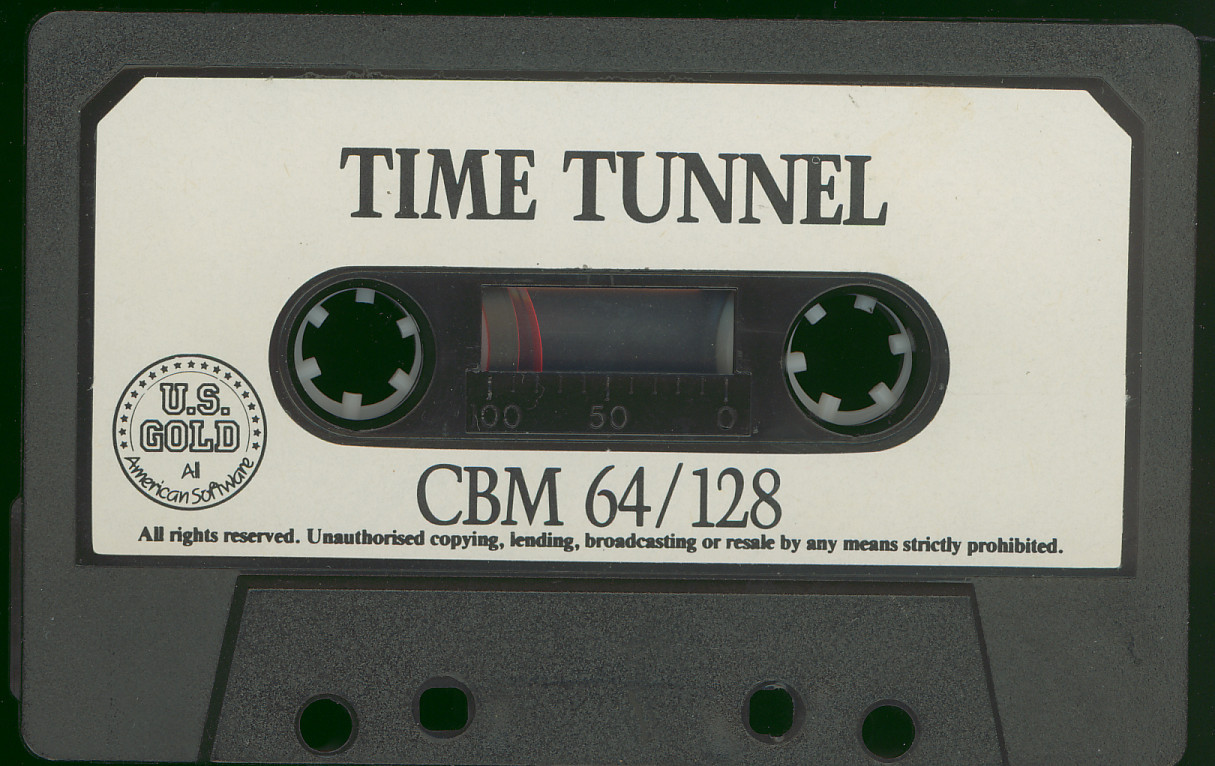 TIME TUNNEL
100 50 0
U.S.
GOLD
All
American Software
CBM 64/128
All rights reserved. Unauthorised copying, lending, broadcasting or resale by any means strictly prohibited.